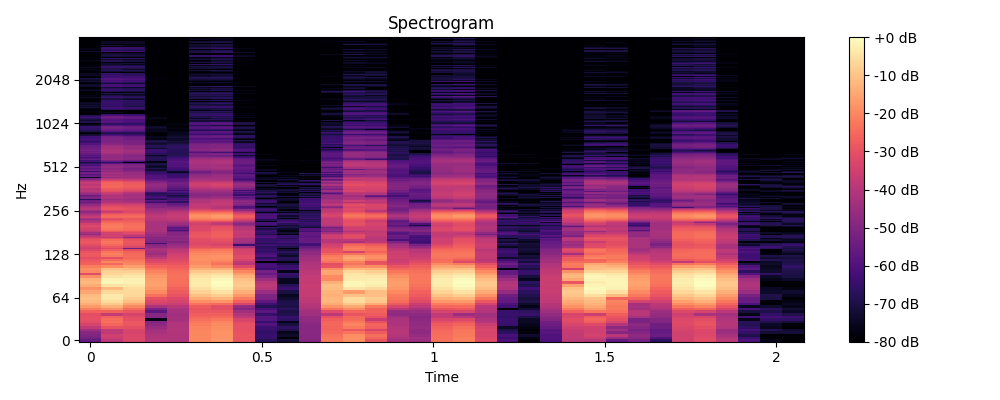 Spectrogram
Hz
2048
1024
512
256
128
64
0
0 0.5 1 1.5 2
Time
+0 dB
-10 dB
-20 dB
-30 dB
-40 dB
-50 dB
-60 dB
-70 dB
-80 dB